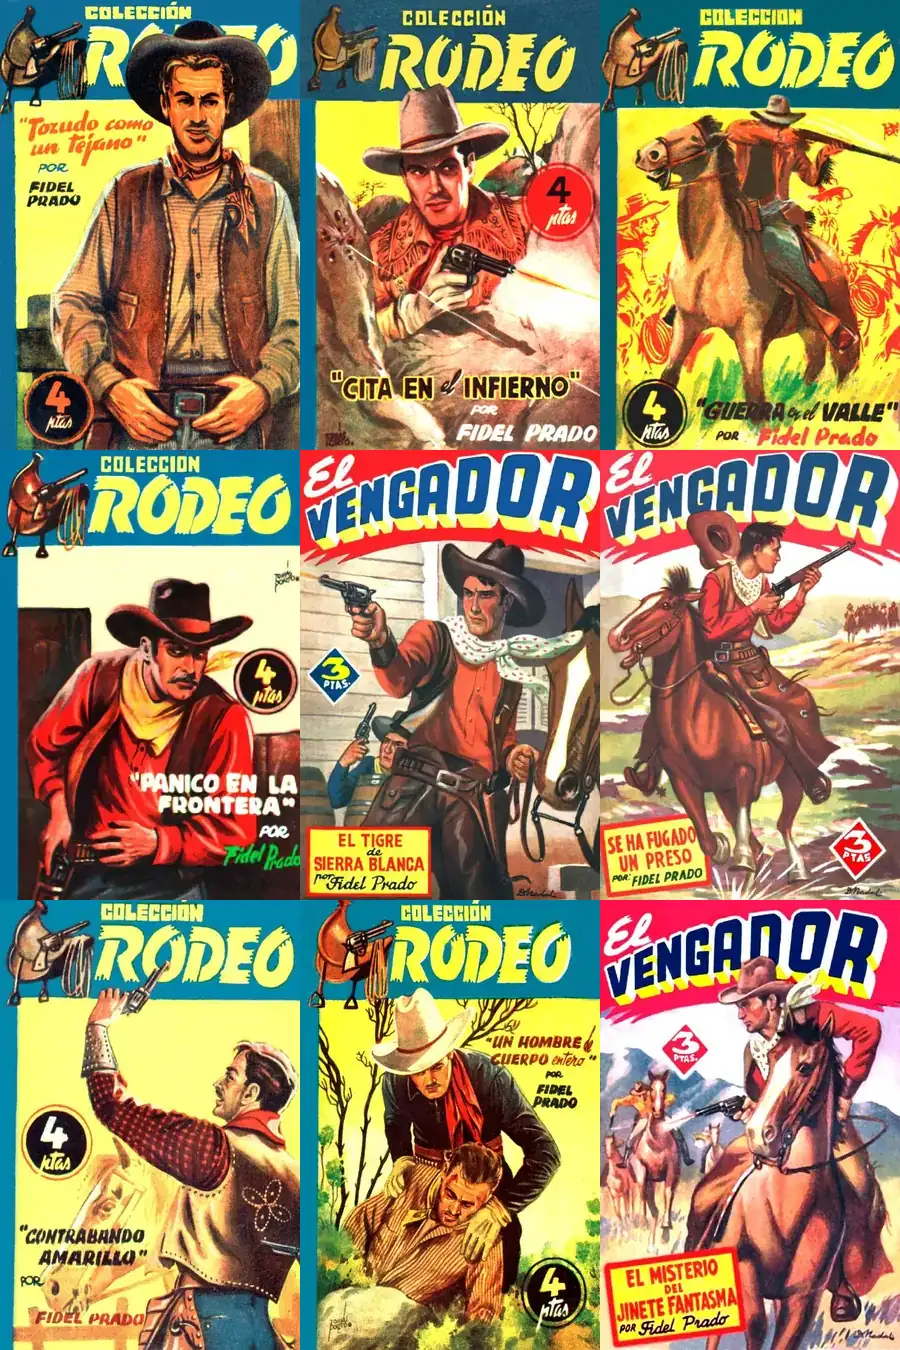 COLECCIÓN
RODEO
"Tozudo como
un Tejano"
POR
FIDEL
PRADO
4
ptas
COLECCIÓN
RODEO
4
ptas
"CITA EN el INFIERNO"
POR
FIDEL PRADO
COLECCION
RODEO
4
ptas
"GUERRA en el VALLE"
POR Fidel Prado
COLECCION
RODEO
4
ptas
"PANICO EN LA
FRONTERA"
POR
Fidel Prado
El
VENGADOR
3
PTAS.
EL TIGRE
de
SIERRA BLANCA
por Fidel Prado
El
VENGADOR
SE HA FUGADO
UN PRESO
POR: FIDEL PRADO
3
PTAS
COLECCIÓN
RODEO
4
ptas
"CONTRABANDO
AMARILLO"
POR
FIDEL PRADO
COLECCIÓN
RODEO
"UN HOMBRE de
CUERPO entero"
POR
FIDEL
PRADO
4
ptas
El
VENGADOR
3
PTAS.
EL MISTERIO
DEL
JINETE FANTASMA
POR Fidel Prado